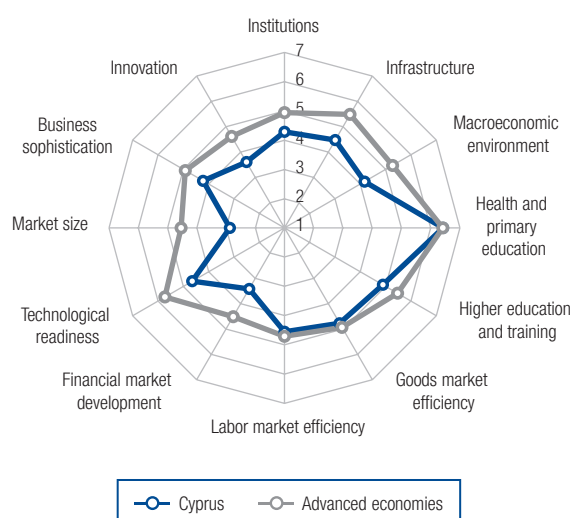 Institutions
7
6
5
4
3
2
1
Infrastructure
Macroeconomic
environment
Health and
primary
education
Higher education
and training
Goods market
efficiency
Labor market efficiency
Financial market
development
Technological
readiness
Market size
Business
sophistication
Innovation
Cyprus
Advanced economies